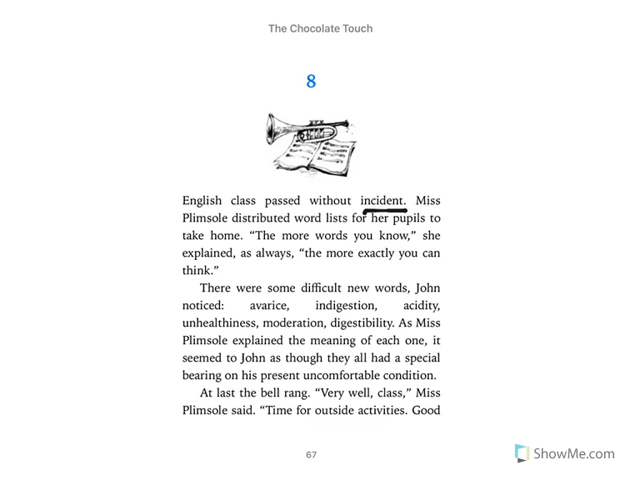 The Chocolate Touch
8
English class passed without incident. Miss
Plimsole distributed word lists for her pupils to
take home. “The more words you know,” she
explained, as always, “the more exactly you can
think.”
There were some difficult new words, John
noticed: avarice, indigestion, acidity,
unhealthiness, moderation, digestibility. As Miss
Plimsole explained the meaning of each one, it
seemed to John as though they all had a special
bearing on his present uncomfortable condition.
At last the bell rang. “Very well, class,” Miss
Plimsole said. “Time for outside activities. Good
67
ShowMe.com